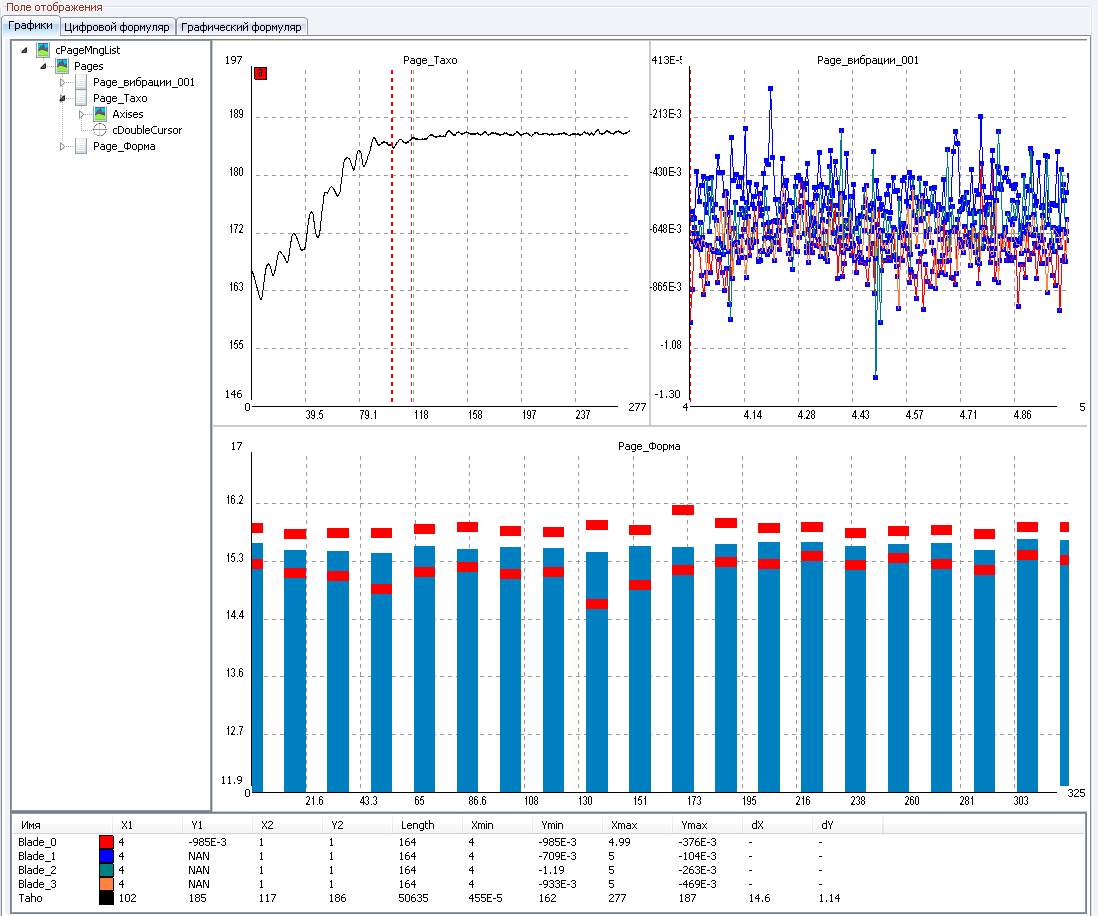 Поле отображения
Графики Цифровой формуляр Графический формуляр
cPageMngList
Pages
Page_вибрации_001
Page_Тахо
Axises
cDoubleCursor
Page_Форма
Page_Тахо
197
189
180
172
163
155
146
0 39.5 79.1 118 158 197 237 277
Page_вибрации_001
413E-5
-213E-3
-430E-3
-648E-3
-865E-3
-1.08
-1.30
4 4.14 4.28 4.43 4.57 4.71 4.86 5
Page_Форма
17
16.2
15.3
14.4
13.6
12.7
11.9
0 21.6 43.3 65 86.6 108 130 151 173 195 216 238 260 281 303 325
Имя X1 Y1 X2 Y2 Length Xmin Ymin Xmax Ymax dX dY
Blade_0 4 -985E-3 1 1 164 4 -985E-3 4.99 -376E-3 - -
Blade_1 4 NAN 1 1 164 4 -709E-3 5 -104E-3 - -
Blade_2 4 NAN 1 1 164 4 -1.19 5 -263E-3 - -
Blade_3 4 NAN 1 1 164 4 -933E-3 5 -469E-3 - -
Taho 102 185 117 186 50635 455E-5 162 277 187 14.6 1.14